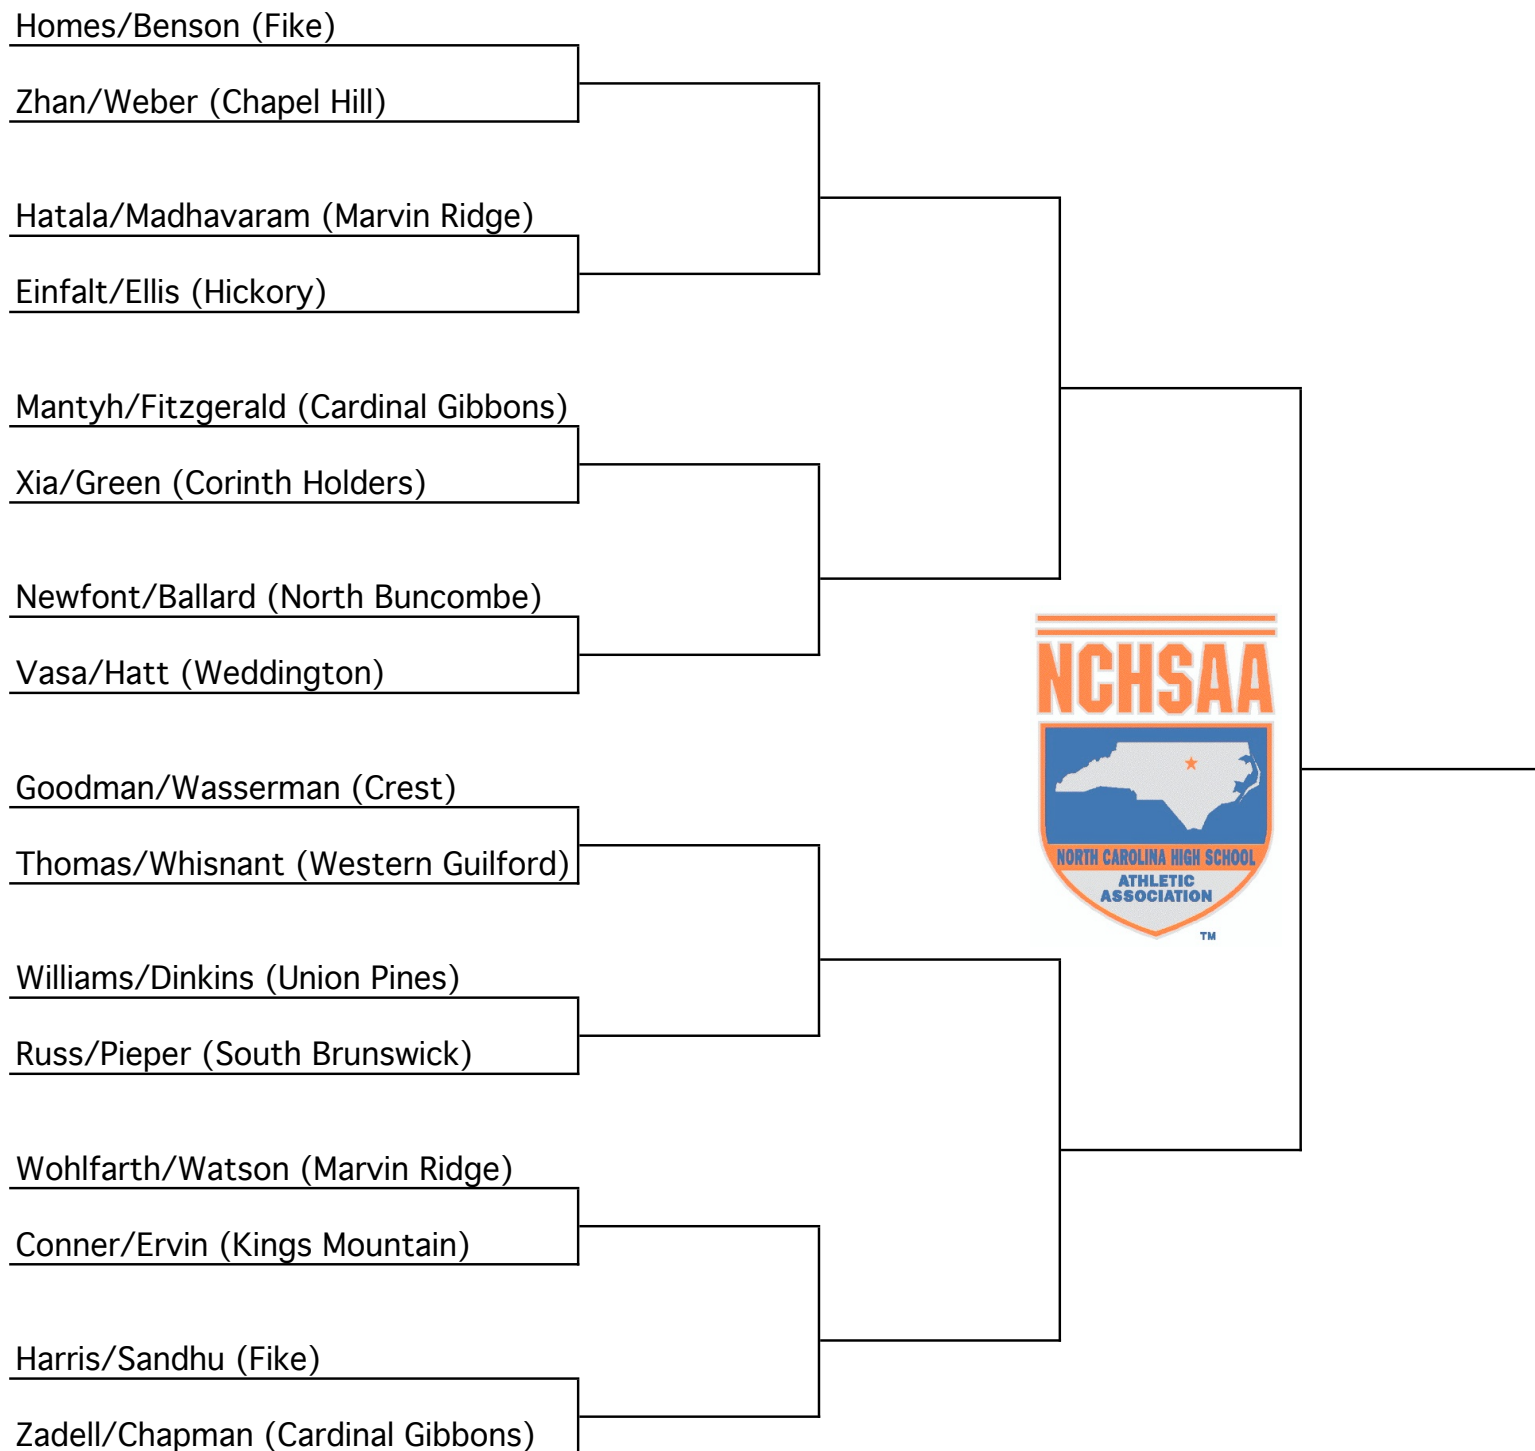 Homes/Benson (Fike)
Zhan/Weber (Chapel Hill)
Hatala/Madhavaram (Marvin Ridge)
Einfalt/Ellis (Hickory)
Mantyh/Fitzgerald (Cardinal Gibbons)
Xia/Green (Corinth Holders)
Newfont/Ballard (North Buncombe)
Vasa/Hatt (Weddington)
Goodman/Wasserman (Crest)
Thomas/Whisnant (Western Guilford)
Williams/Dinkins (Union Pines)
Russ/Pieper (South Brunswick)
Wohlfarth/Watson (Marvin Ridge)
Conner/Ervin (Kings Mountain)
Harris/Sandhu (Fike)
Zadell/Chapman (Cardinal Gibbons)
NCHSAA
NORTH CAROLINA HIGH SCHOOL
ATHLETIC
ASSOCIATION
TM